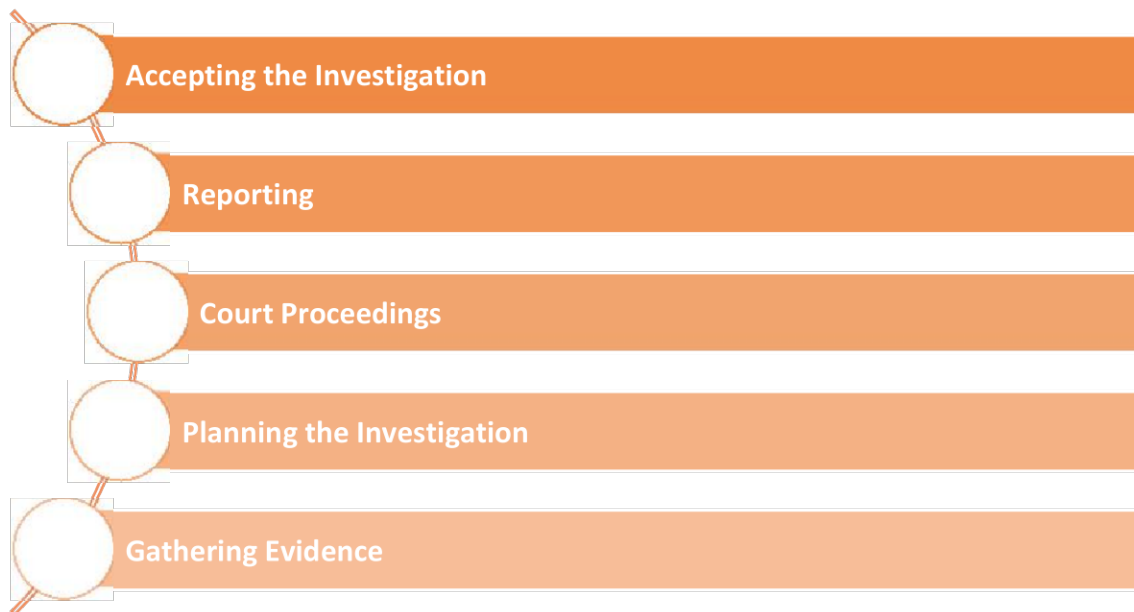 Accepting the Investigation
Reporting
Court Proceedings
Planning the Investigation
Gathering Evidence